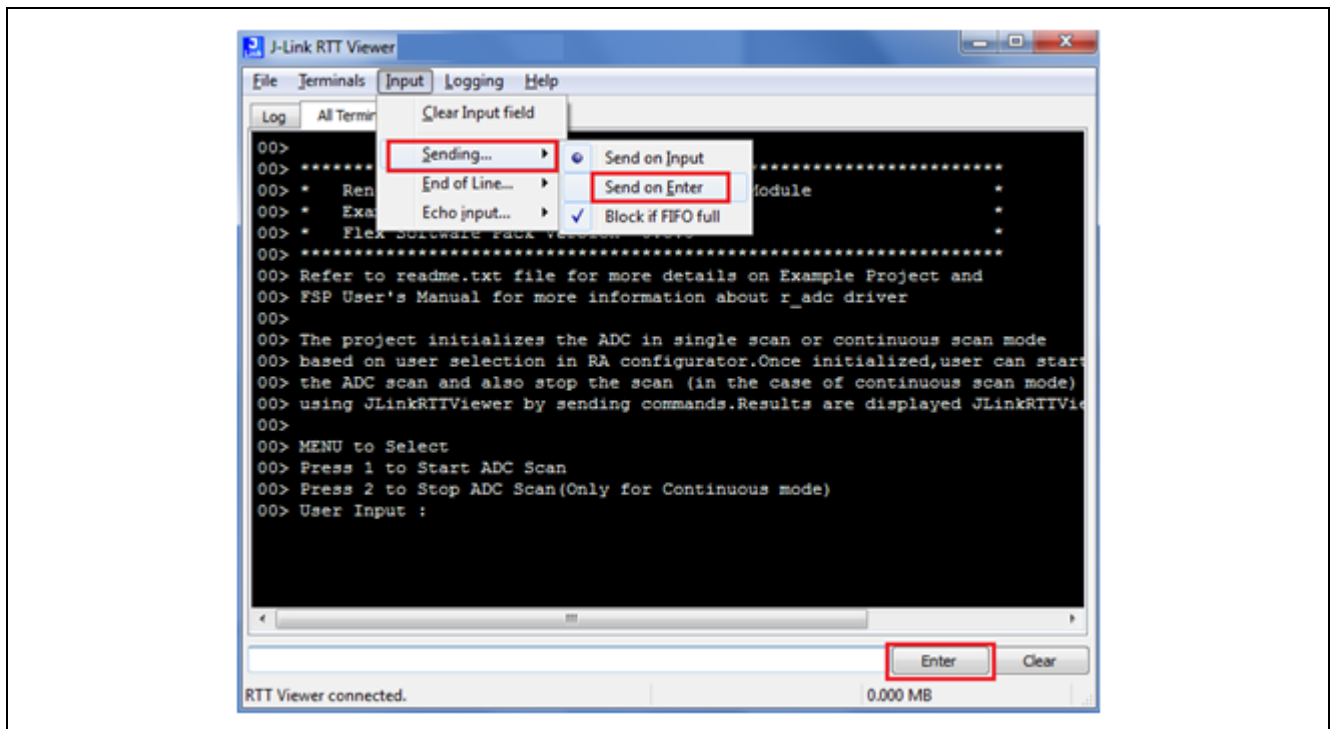 J-Link RTT Viewer
File Terminals Input Logging Help
Log All Termin
Clear Input field
Sending...
End of Line...
Echo input...
Send on Input
Send on Enter
Block if FIFO full
00>
00> *******
00> * Ren Module *
00> * Exa *
00> * Flex Software Pack *
00> *******************************************************************
00> Refer to readme.txt file for more details on Example Project and
00> FSP User's Manual for more information about r_adc driver
00>
00> The project initializes the ADC in single scan or continuous scan mode
00> based on user selection in RA configurator.Once initialized,user can start
00> the ADC scan and also stop the scan (in the case of continuous scan mode)
00> using JLinkRTTViewer by sending commands.Results are displayed JLinkRTTVie
00>
00> MENU to Select
00> Press 1 to Start ADC Scan
00> Press 2 to Stop ADC Scan(Only for Continuous mode)
00> User Input :
Enter Clear
RTT Viewer connected. 0.000 MB